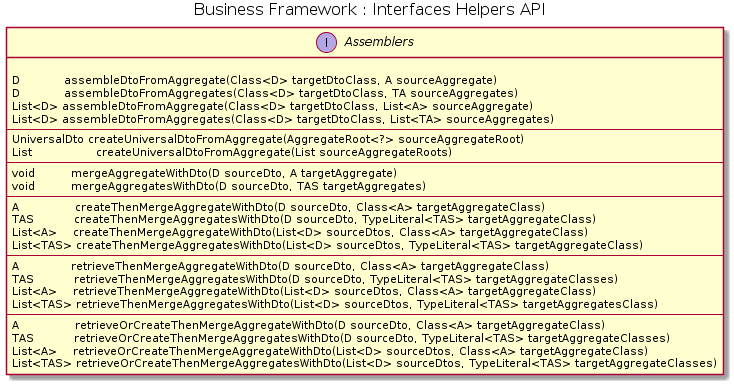 Business Framework : Interfaces Helpers API
I Assemblers
D assembleDtoFromAggregate(Class<D> targetDtoClass, A sourceAggregate)
D assembleDtoFromAggregates(Class<D> targetDtoClass, TA sourceAggregates)
List<D> assembleDtoFromAggregate(Class<D> targetDtoClass, List<A> sourceAggregate)
List<D> assembleDtoFromAggregates(Class<D> targetDtoClass, List<TA> sourceAggregates)
UniversalDto createUniversalDtoFromAggregate(AggregateRoot<?> sourceAggregateRoot)
List createUniversalDtoFromAggregate(List sourceAggregateRoots)
void mergeAggregateWithDto(D sourceDto, A targetAggregate)
void mergeAggregatesWithDto(D sourceDto, TAS targetAggregates)
A createThenMergeAggregateWithDto(D sourceDto, Class<A> targetAggregateClass)
TAS createThenMergeAggregateWithDto(D sourceDto, TypeLiteral<TAS> targetAggregateClass)
List<A> createThenMergeAggregateWithDto(List<D> sourceDtos, Class<A> targetAggregateClass)
List<TAS> createThenMergeAggregatesWithDto(List<D> sourceDtos, TypeLiteral<TAS> targetAggregateClass)
A retrieveThenMergeAggregateWithDto(D sourceDto, Class<A> targetAggregateClass)
TAS retrieveThenMergeAggregatesWithDto(D sourceDto, TypeLiteral<TAS> targetAggregateClasses)
List<A> retrieveThenMergeAggregateWithDto(List<D> sourceDtos, Class<A> targetAggregateClass)
List<TAS> retrieveThenMergeAggregatesWithDto(List<D> sourceDtos, TypeLiteral<TAS> targetAggregatesClass)
A retrieveOrCreateThenMergeAggregateWithDto(D sourceDto, Class<A> targetAggregateClass)
TAS retrieveOrCreateThenMergeAggregatesWithDto(D sourceDto, TypeLiteral<TAS> targetAggregateClasses)
List<A> retrieveOrCreateThenMergeAggregateWithDto(List<D> sourceDtos, Class<A> targetAggregateClass)
List<TAS> retrieveOrCreateThenMergeAggregatesWithDto(List<D> sourceDtos, TypeLiteral<TAS> targetAggregateClasses)